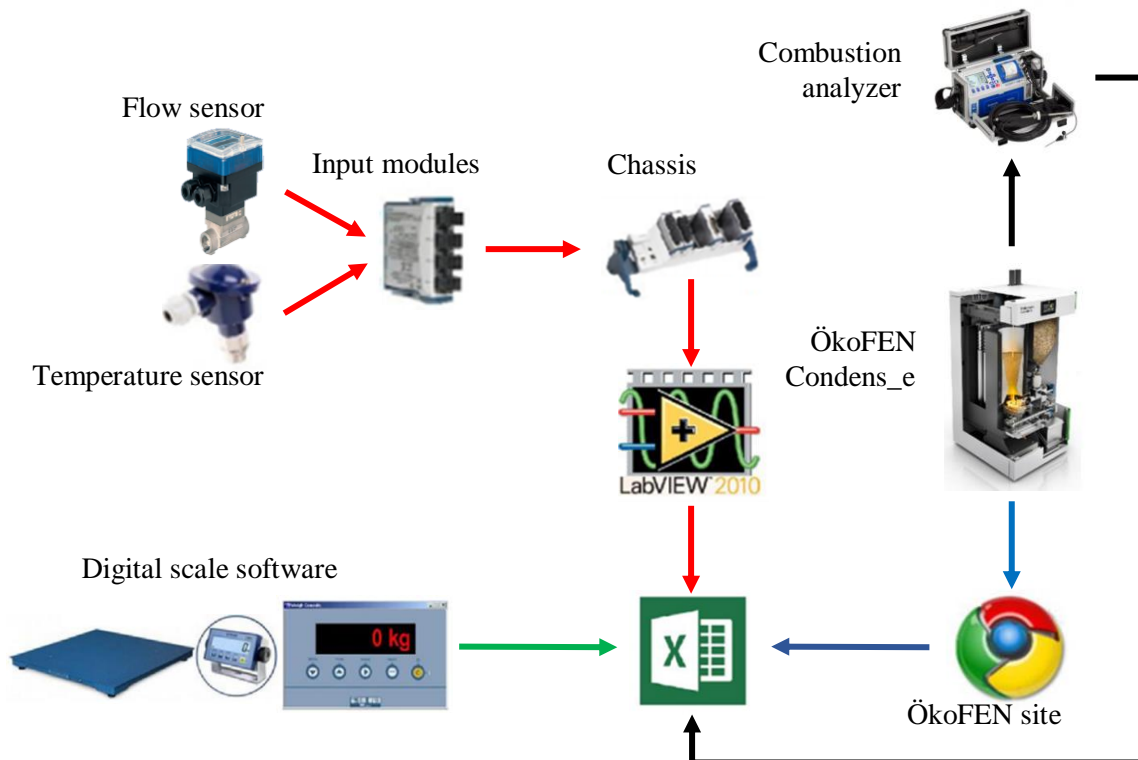 Combustion
analyzer
Flow sensor
Input modules
Chassis
Temperature sensor
ÖkoFEN
Condens_e
LabVIEW 2010
Digital scale software
0 kg
X
ÖkoFEN site